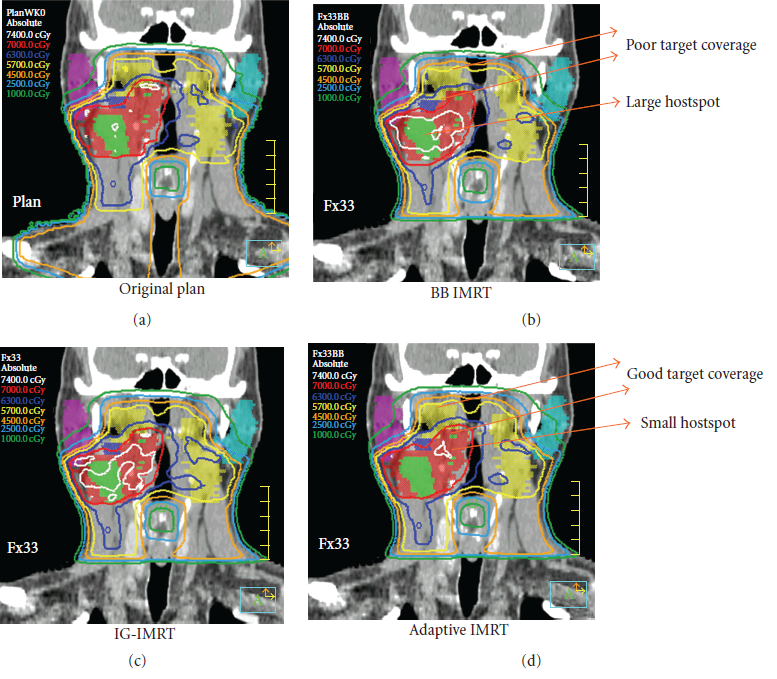 PlanWK0
Absolute
7400.0 cGy
7000.0 cGy
6300.0 cGy
5700.0 cGy
4500.0 cGy
2500.0 cGy
1000.0 cGy
Plan
Original plan
(a)
Fx33BB
Absolute
7400.0 cGy
7000.0 cGy
6300.0 cGy
5700.0 cGy
4500.0 cGy
2500.0 cGy
1000.0 cGy
Fx33
Poor target coverage
Large hostspot
BB IMRT
(b)
Fx33
Absolute
7400.0 cGy
7000.0 cGy
6300.0 cGy
5700.0 cGy
4500.0 cGy
2500.0 cGy
1000.0 cGy
Fx33
IG-IMRT
(c)
Fx33BB
Absolute
7400.0 cGy
7000.0 cGy
6300.0 cGy
5700.0 cGy
4500.0 cGy
2500.0 cGy
1000.0 cGy
Fx33
Good target coverage
Small hostspot
Adaptive IMRT
(d)